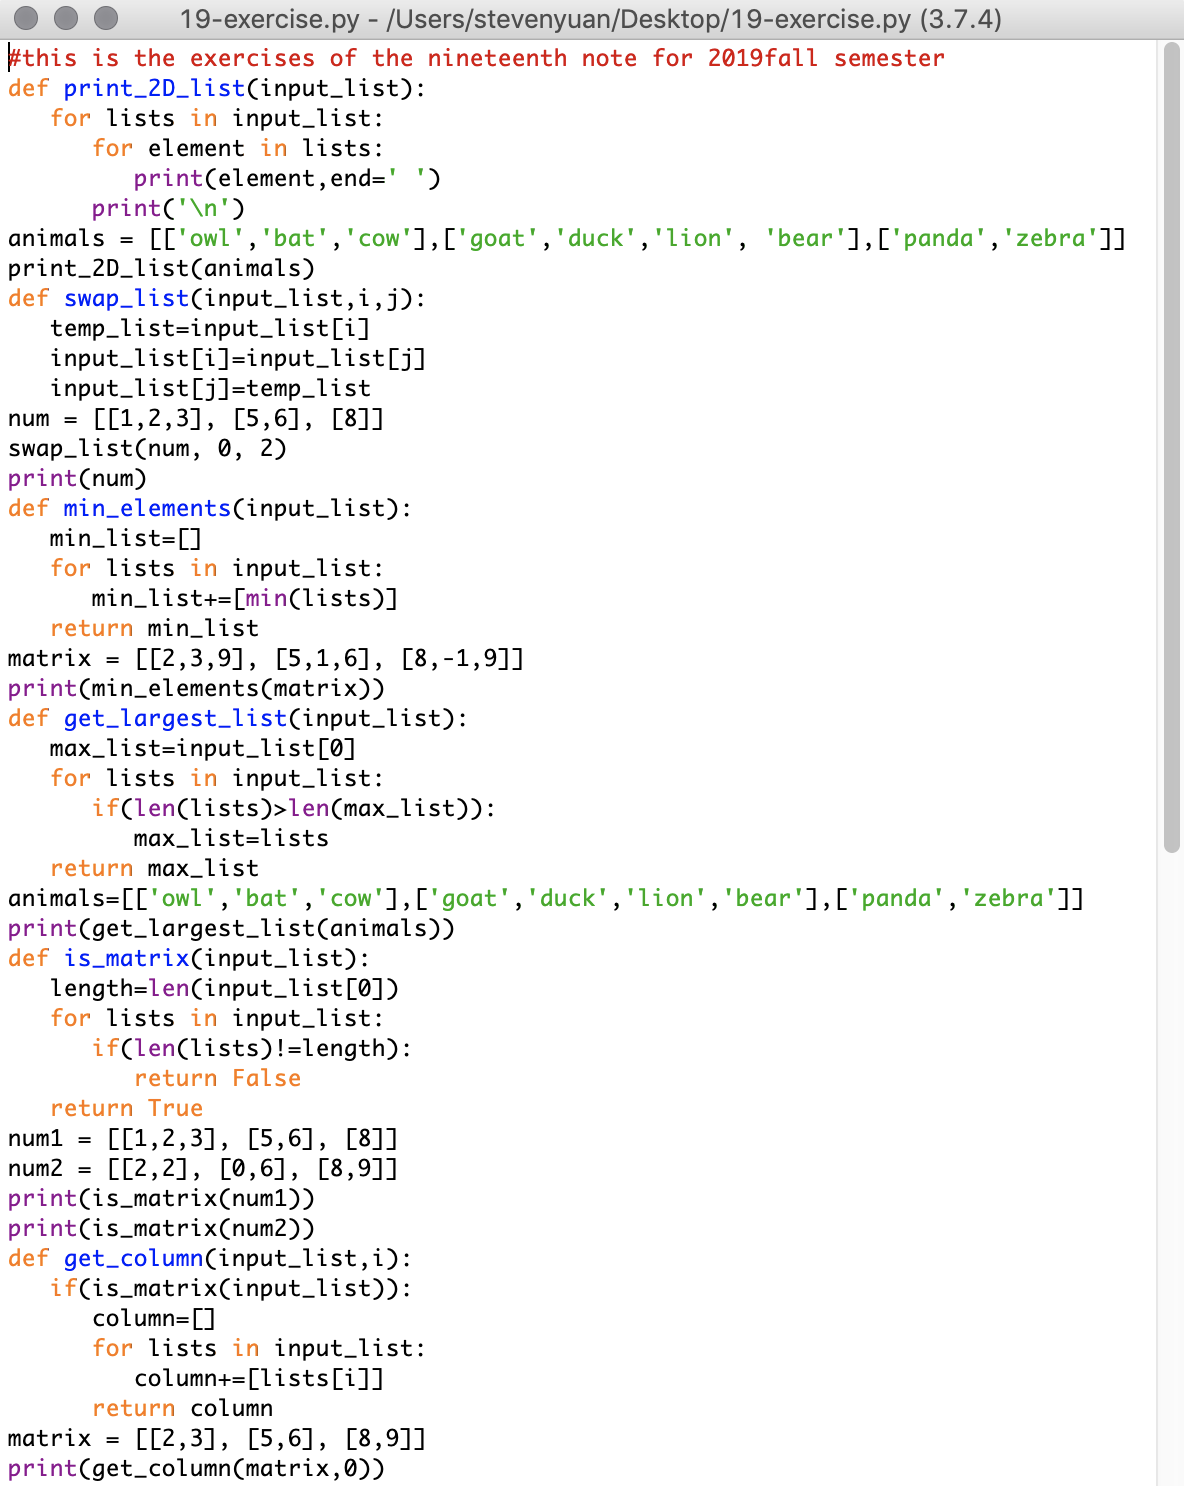 19-exercise.py - /Users/stevenyuan/Desktop/19-exercise.py (3.7.4)
#this is the exercises of the nineteenth note for 2019fall semester
def print_2D_list(input_list):
   for lists in input_list:
      for element in lists:
         print(element,end=' ')
      print('\n')
animals = [['owl','bat','cow'],['goat','duck','lion', 'bear'],['panda','zebra']]
print_2D_list(animals)
def swap_list(input_list,i,j):
   temp_list=input_list[i]
   input_list[i]=input_list[j]
   input_list[j]=temp_list
num = [[1,2,3], [5,6], [8]]
swap_list(num, 0, 2)
print(num)
def min_elements(input_list):
   min_list=[]
   for lists in input_list:
      min_list+=[min(lists)]
   return min_list
matrix = [[2,3,9], [5,1,6], [8,-1,9]]
print(min_elements(matrix))
def get_largest_list(input_list):
   max_list=input_list[0]
   for lists in input_list:
      if(len(lists)>len(max_list)):
         max_list=lists
   return max_list
animals=[['owl','bat','cow'],['goat','duck','lion','bear'],['panda','zebra']]
print(get_largest_list(animals))
def is_matrix(input_list):
   length=len(input_list[0])
   for lists in input_list:
      if(len(lists)!=length):
         return False
   return True
num1 = [[1,2,3], [5,6], [8]]
num2 = [[2,2], [0,6], [8,9]]
print(is_matrix(num1))
print(is_matrix(num2))
def get_column(input_list,i):
   if(is_matrix(input_list)):
      column=[]
      for lists in input_list:
         column+=[lists[i]]
      return column
matrix = [[2,3], [5,6], [8,9]]
print(get_column(matrix,0))